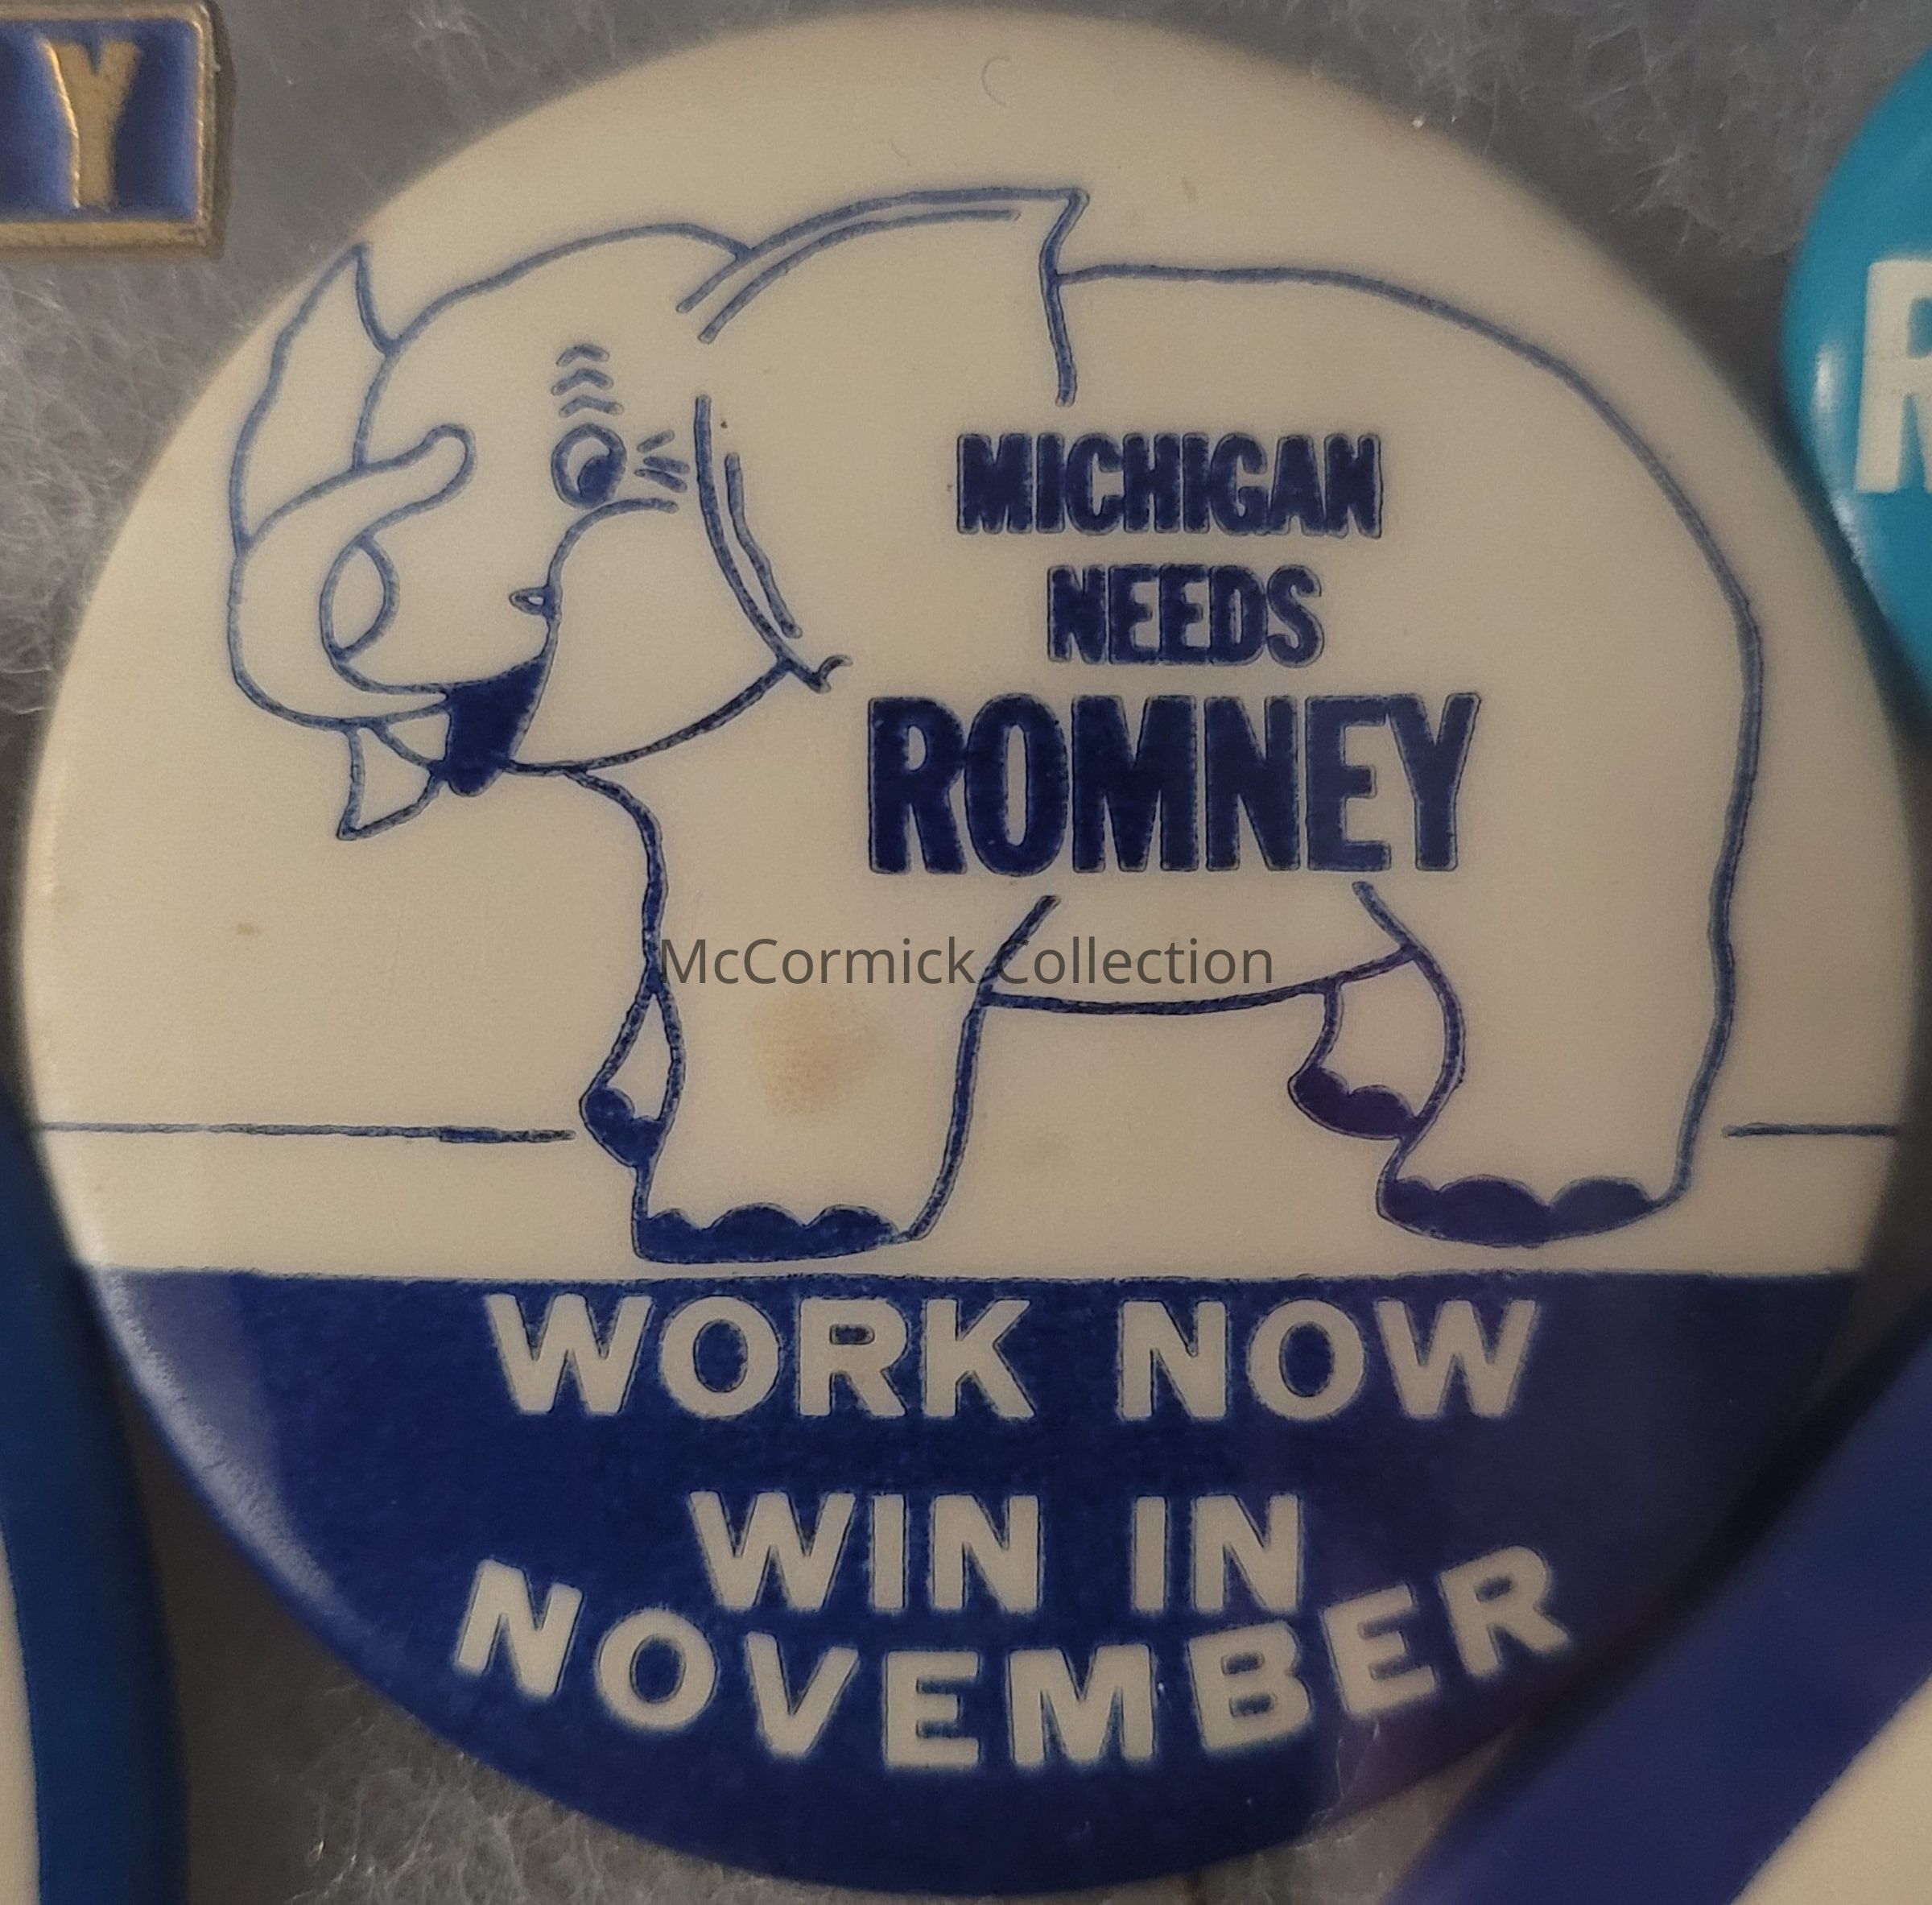 Y
R
MICHIGAN
NEEDS
ROMNEY
McCormick Collection
WORK NOW
WIN IN
NOVEMBER